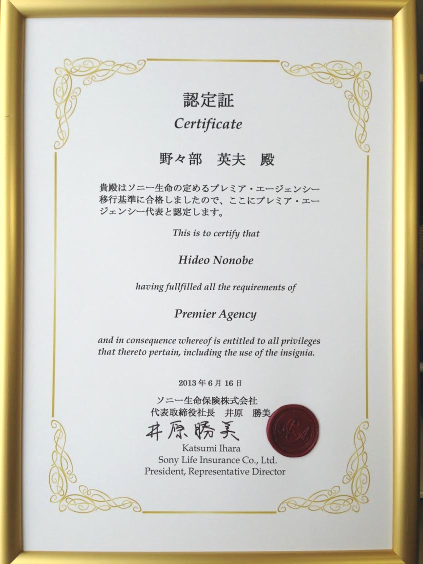 認定証
Certificate
野々部 英夫 殿
貴殿はソニー生命の定めるプレミア・エージェンシー
移行基準に合格しましたので、ここにプレミア・エー
ジェンシー代表と認定します。
This is to certify that
Hideo Nonobe
having fullfilled all the requirements of
Premier Agency
and in consequence whereof is entitled to all privileges
that thereto pertain, including the use of the insignia.
2013年6月16日
ソニー生命保険株式会社
代表取締役社長 井原 勝美
井原勝美
Katsumi Ihara
Sony Life Insurance Co., Ltd.
President, Representative Director